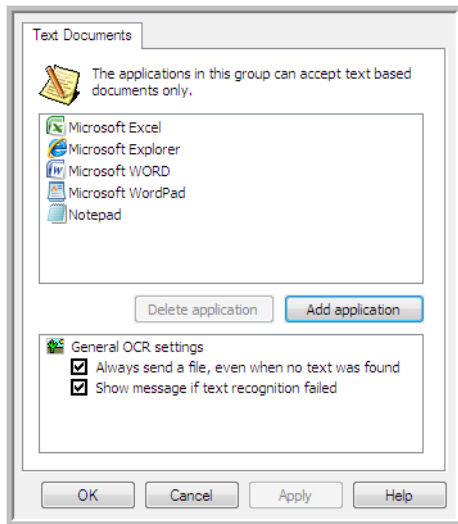 Text Documents
The applications in this group can accept text based
documents only.
Microsoft Excel
Microsoft Explorer
Microsoft WORD
Microsoft WordPad
Notepad
Delete application
Add application
General OCR settings
Always send a file, even when no text was found
Show message if text recognition failed
OK
Cancel
Apply
Help